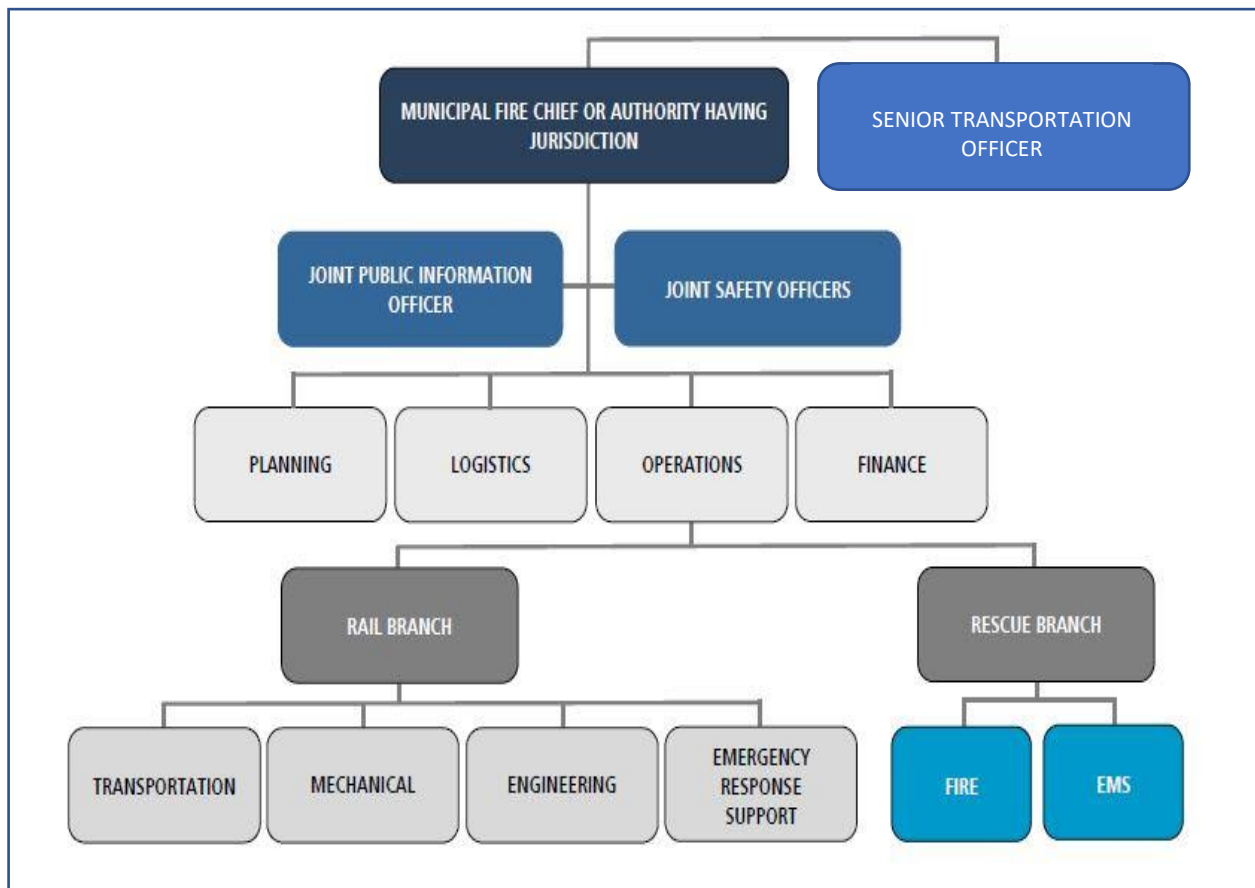 MUNICIPAL FIRE CHIEF OR AUTHORITY HAVING
JURISDICTION
SENIOR TRANSPORTATION
OFFICER
JOINT PUBLIC INFORMATION
OFFICER
JOINT SAFETY OFFICERS
PLANNING
LOGISTICS
OPERATIONS
FINANCE
RAIL BRANCH
RESCUE BRANCH
TRANSPORTATION
MECHANICAL
ENGINEERING
EMERGENCY
RESPONSE
SUPPORT
FIRE
EMS